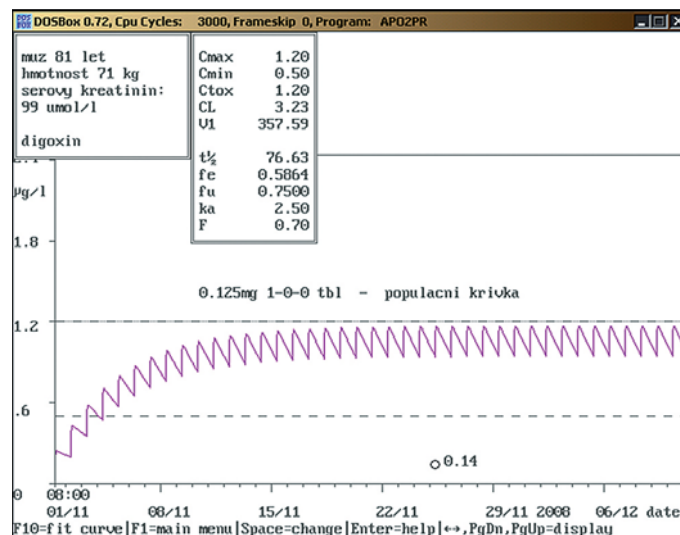 DOSBox 0.72, Cpu Cycles: 3000, Frameskip 0, Program: APO2PR
muz 81 let
hmotnost 71 kg
serovy kreatinin:
99 umol/l
digoxin
Cmax 1.20
Cmin 0.50
Ctox 1.20
CL 3.23
V1 357.59
t½ 76.63
fe 0.5864
fu 0.7500
ka 2.50
F 0.70
µg/l
1.8
0.125mg 1-0-0 tbl - populacni krivka
1.2
.6
0.14
0 08:00
01/11 08/11 15/11 22/11 29/11 2008 06/12 date
F10=fit curve|F1=main menu|Space=change|Enter=help|↔,PgDn,PgUp=display